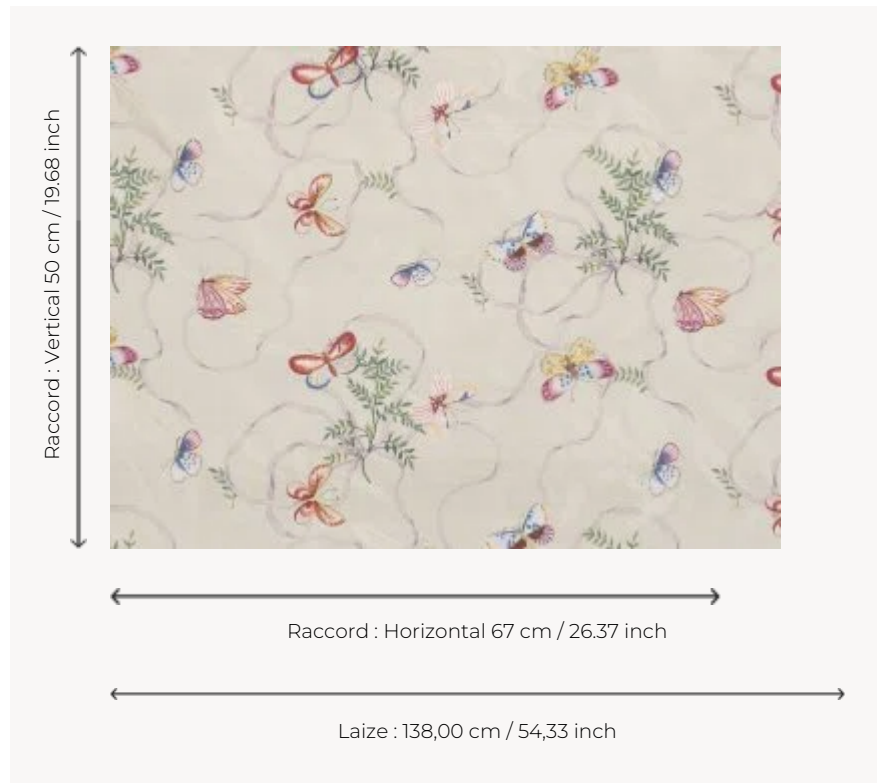 Raccord : Vertical 50 cm / 19.68 inch
Raccord : Horizontal 67 cm / 26.37 inch
Laize : 138,00 cm / 54,33 inch